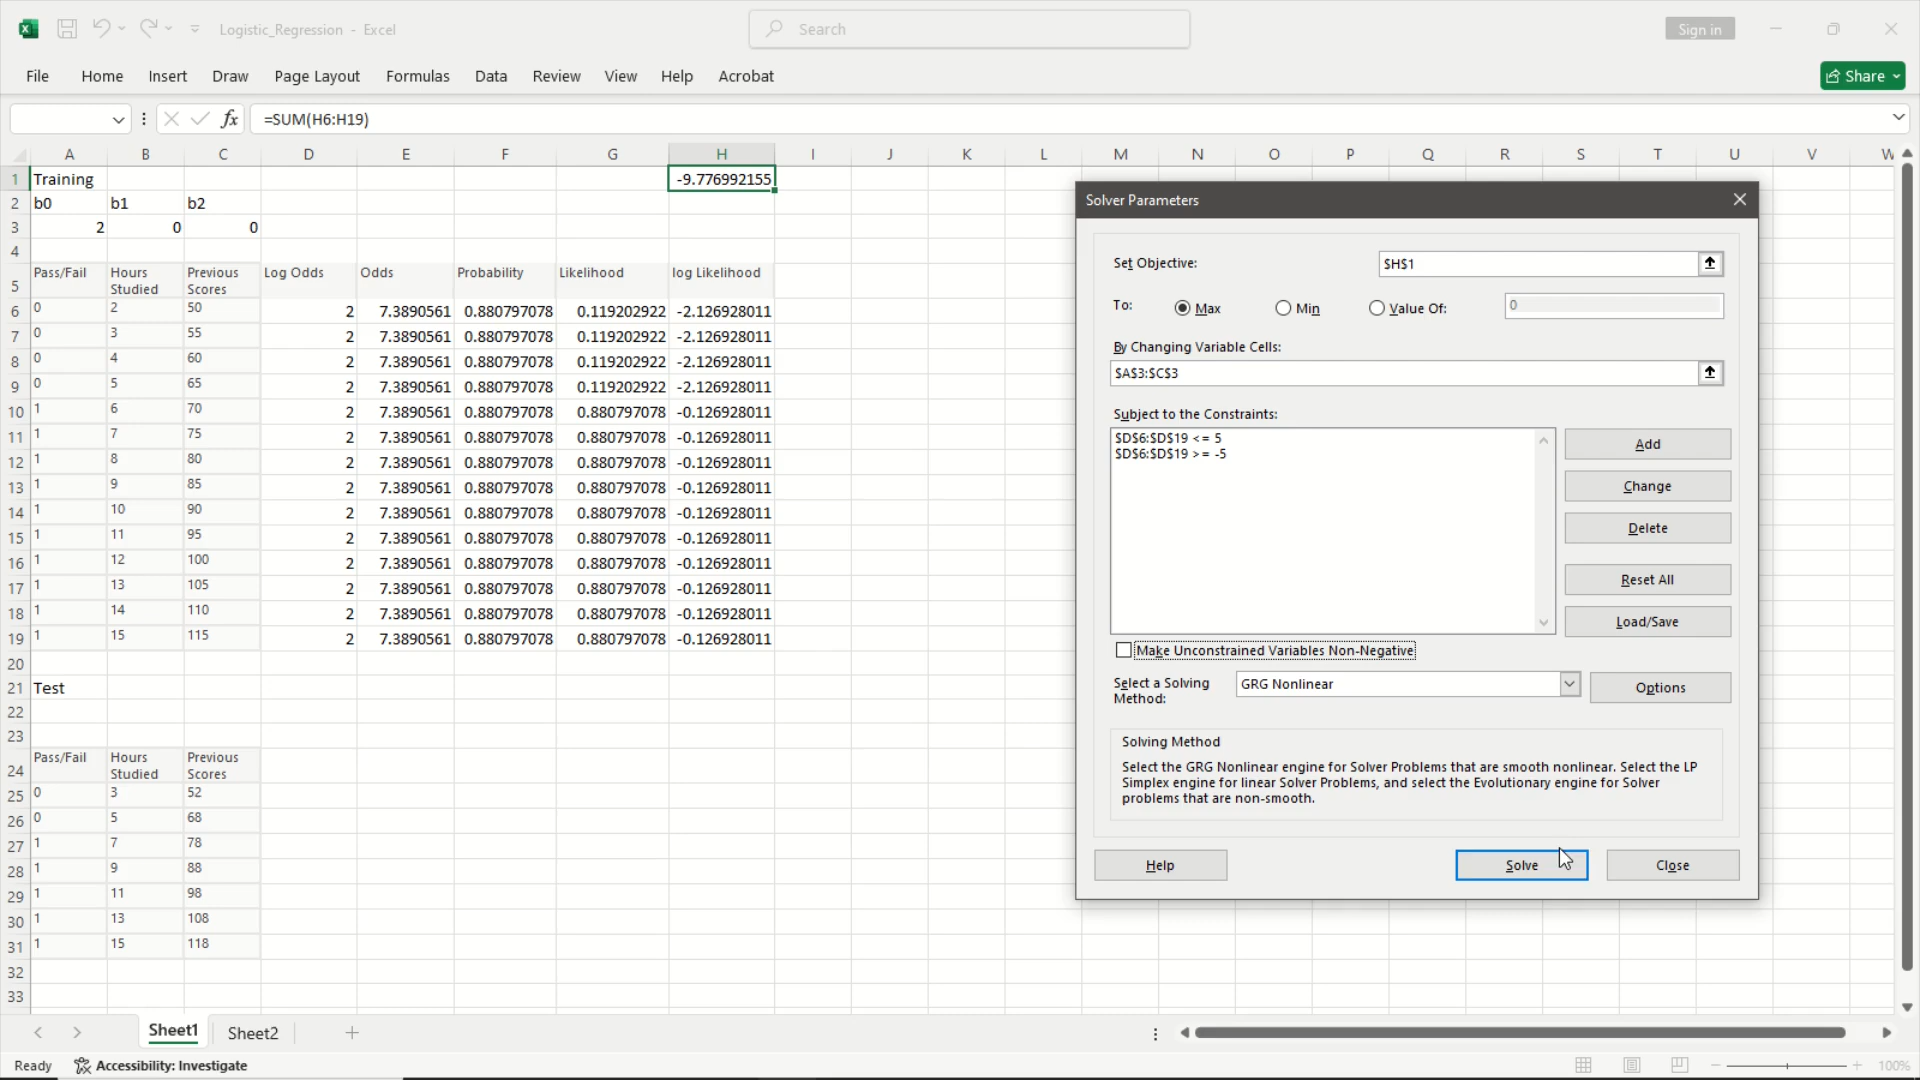 Logistic_Regression - Excel
Search
Sign in
File Home Insert Draw Page Layout Formulas Data Review View Help Acrobat
Share
fx =SUM(H6:H19)
A B C D E F G H I J K L M N O P Q R S T U V W
1 Training -9.776992155
2 b0 b1 b2
3 2 0 0
4
5 Pass/Fail Hours Studied Previous Scores Log Odds Odds Probability Likelihood log Likelihood
6 0 2 50 2 7.3890561 0.880797078 0.119202922 -2.126928011
7 0 3 55 2 7.3890561 0.880797078 0.119202922 -2.126928011
8 0 4 60 2 7.3890561 0.880797078 0.119202922 -2.126928011
9 0 5 65 2 7.3890561 0.880797078 0.119202922 -2.126928011
10 1 6 70 2 7.3890561 0.880797078 0.880797078 -0.126928011
11 1 7 75 2 7.3890561 0.880797078 0.880797078 -0.126928011
12 1 8 80 2 7.3890561 0.880797078 0.880797078 -0.126928011
13 1 9 85 2 7.3890561 0.880797078 0.880797078 -0.126928011
14 1 10 90 2 7.3890561 0.880797078 0.880797078 -0.126928011
15 1 11 95 2 7.3890561 0.880797078 0.880797078 -0.126928011
16 1 12 100 2 7.3890561 0.880797078 0.880797078 -0.126928011
17 1 13 105 2 7.3890561 0.880797078 0.880797078 -0.126928011
18 1 14 110 2 7.3890561 0.880797078 0.880797078 -0.126928011
19 1 15 115 2 7.3890561 0.880797078 0.880797078 -0.126928011
20
21 Test
22
23
24 Pass/Fail Hours Studied Previous Scores
25 0 3 52
26 0 5 68
27 1 7 78
28 1 9 88
29 1 11 98
30 1 13 108
31 1 15 118
32
33
Solver Parameters
Set Objective: $H$1
To: Max Min Value Of: 0
By Changing Variable Cells:
$A$3:$C$3
Subject to the Constraints:
$D$6:$D$19 <= 5
$D$6:$D$19 >= -5
Add
Change
Delete
Reset All
Load/Save
Make Unconstrained Variables Non-Negative
Select a Solving
Method:
GRG Nonlinear
Options
Solving Method
Select the GRG Nonlinear engine for Solver Problems that are smooth nonlinear. Select the LP
Simplex engine for linear Solver Problems, and select the Evolutionary engine for Solver
problems that are non-smooth.
Help Solve Close
Sheet1 Sheet2
Ready Accessibility: Investigate 100%